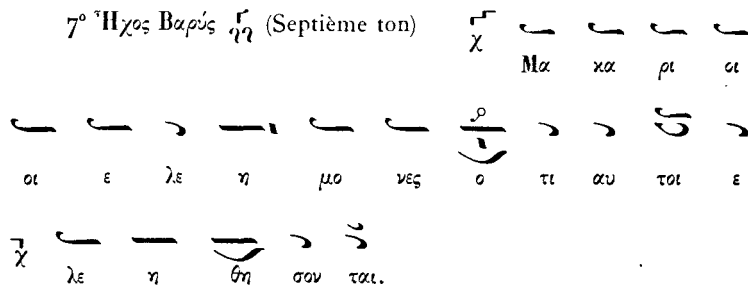 7° Ἦχος Βαρύς (Septième ton) χ Μα κα ρι οι
οι ε λε η μο νες ο τι αυ τοι ε
χ λε η θη σον ται.